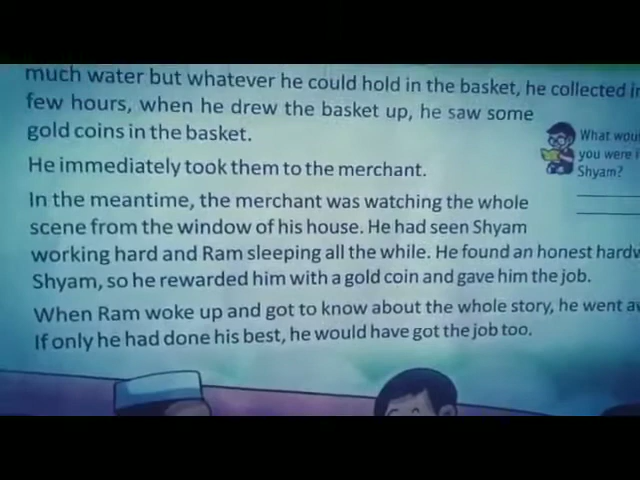 much water but whatever he could hold in the basket, he collected
few hours, when he drew the basket up, he saw some
gold coins in the basket.
He immediately took them to the merchant.
In the meantime, the merchant was watching the whole
scene from the window of his house. He had seen Shyam
working hard and Ram sleeping all the while. He found an honest
Shyam, so he rewarded him with a gold coin and gave him the job.
When Ram woke up and got to know about the whole story, he went
If only he had done his best, he would have got the job too.
What
you were
Shyam?